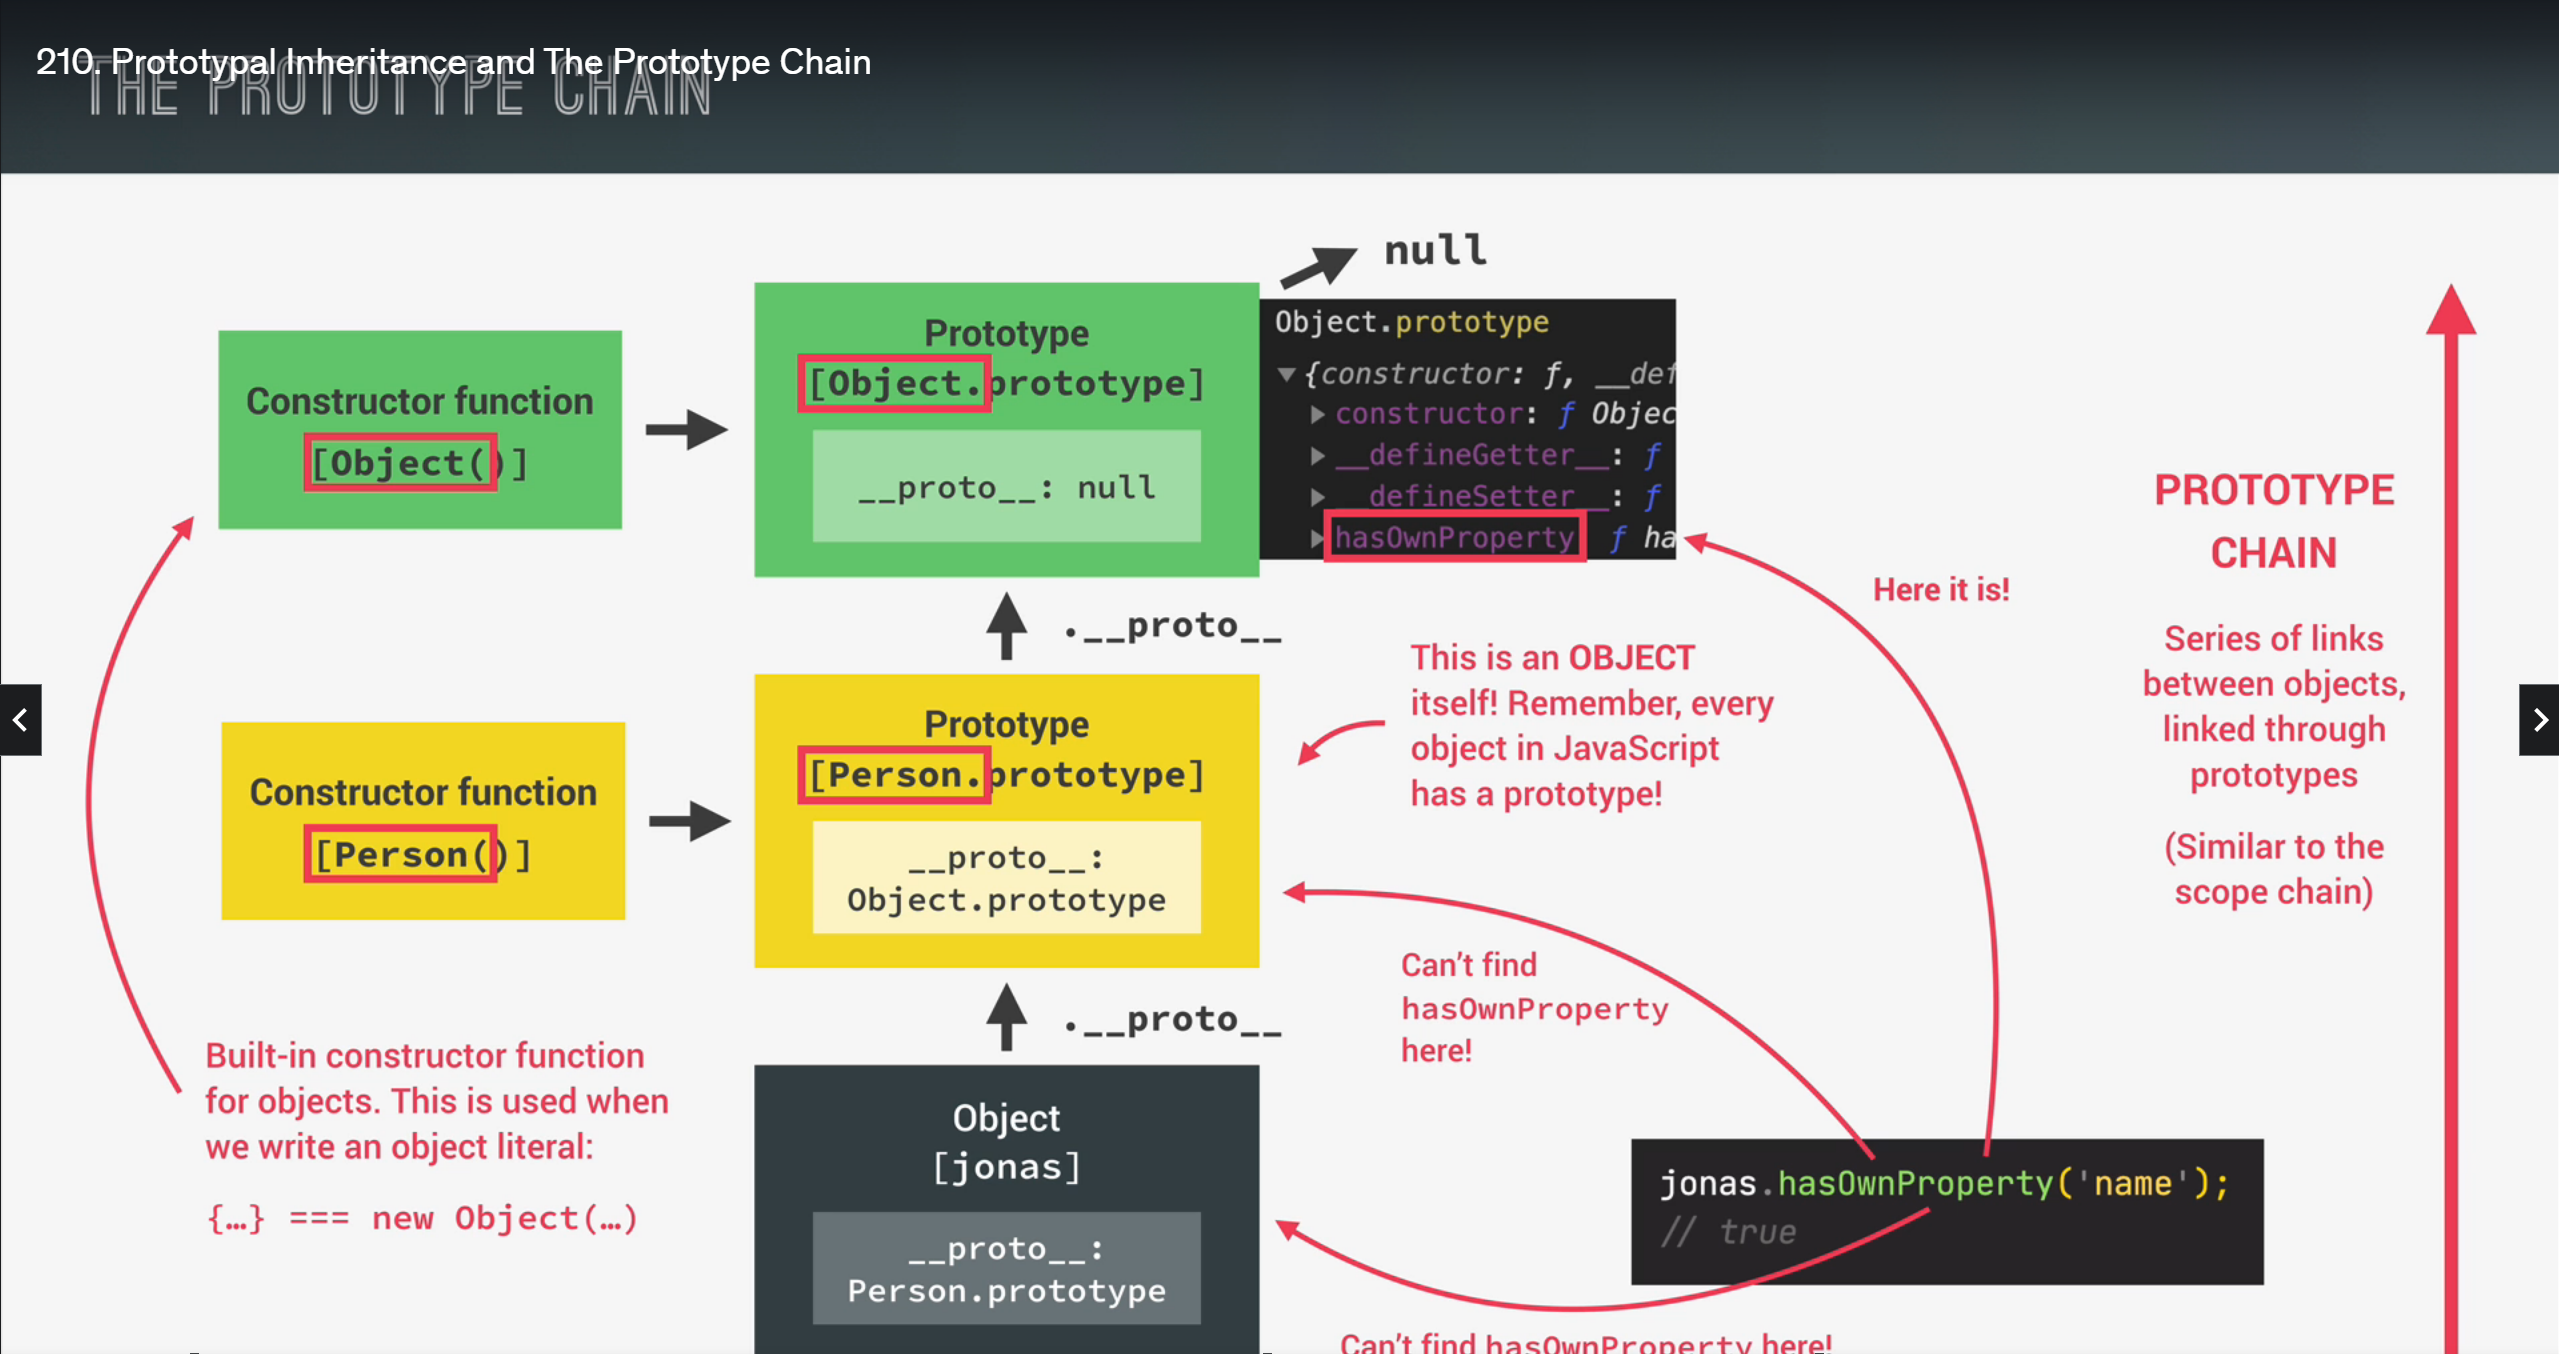 210. Prototypal Inheritance and The Prototype Chain
THE PROTOTYPE CHAIN
null
Constructor function
[Object()]
Prototype
[Object.prototype]
__proto__: null
Object.prototype
▼{constructor: ƒ, __def
▶constructor: ƒ Objec
▶__defineGetter__: ƒ
▶__defineSetter__: ƒ
▶hasOwnProperty ƒ ha
Here it is!
.__proto__
This is an OBJECT
itself! Remember, every
object in JavaScript
has a prototype!
PROTOTYPE
CHAIN
Series of links
between objects,
linked through
prototypes
(Similar to the
scope chain)
Constructor function
[Person()]
Prototype
[Person.prototype]
__proto__:
Object.prototype
Can’t find
hasOwnProperty
here!
.__proto__
Built-in constructor function
for objects. This is used when
we write an object literal:
{…} === new Object(…)
Object
[jonas]
__proto__:
Person.prototype
jonas.hasOwnProperty('name');
// true
Can’t find hasOwnProperty here!